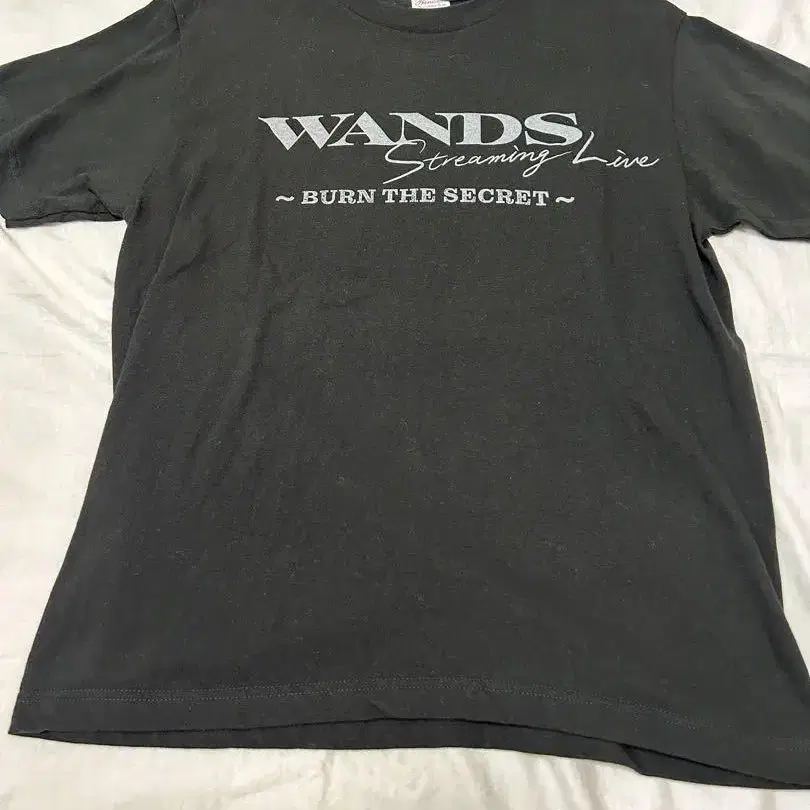 WANDS
Streaming Live
~ BURN THE SECRET ~